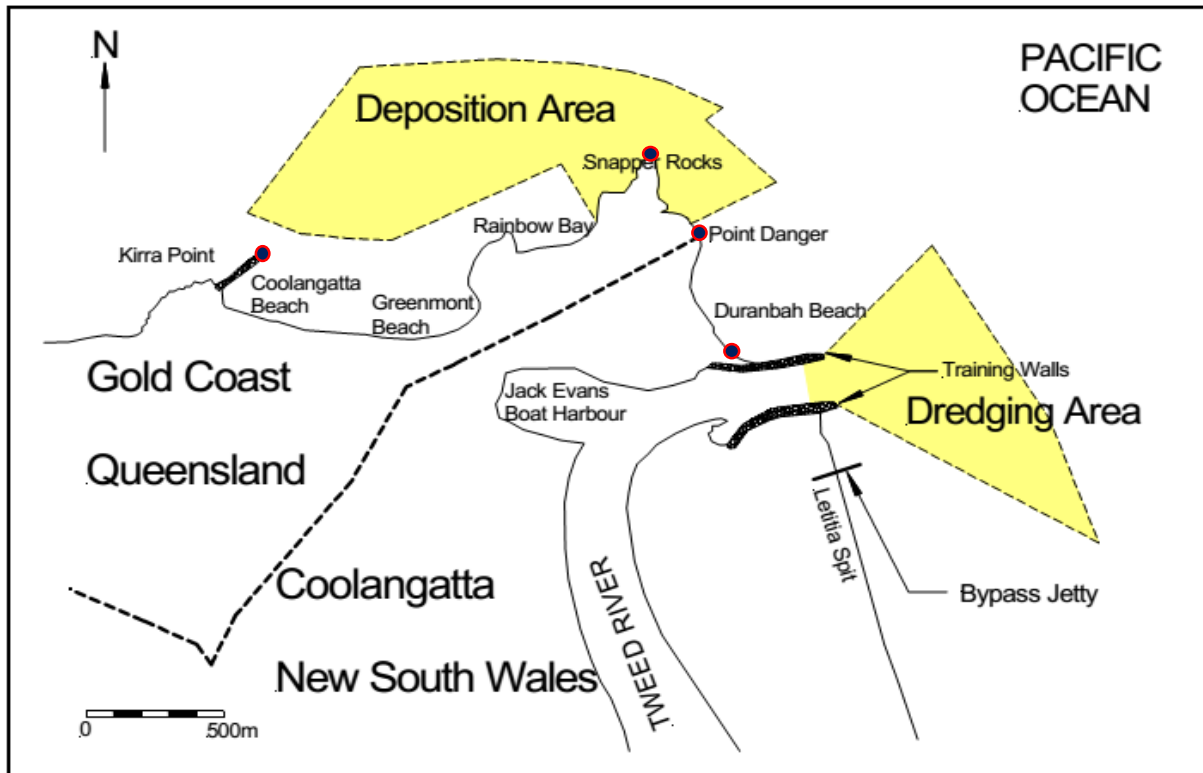 N
PACIFIC
OCEAN
Deposition Area
Snapper Rocks
Rainbow Bay
Point Danger
Kirra Point
Coolangatta
Beach
Greenmont
Beach
Duranbah Beach
Gold Coast
Training Walls
Jack Evans
Boat Harbour
Dredging Area
Queensland
Letitia Spit
Coolangatta
Bypass Jetty
TWEED RIVER
New South Wales
0 500m